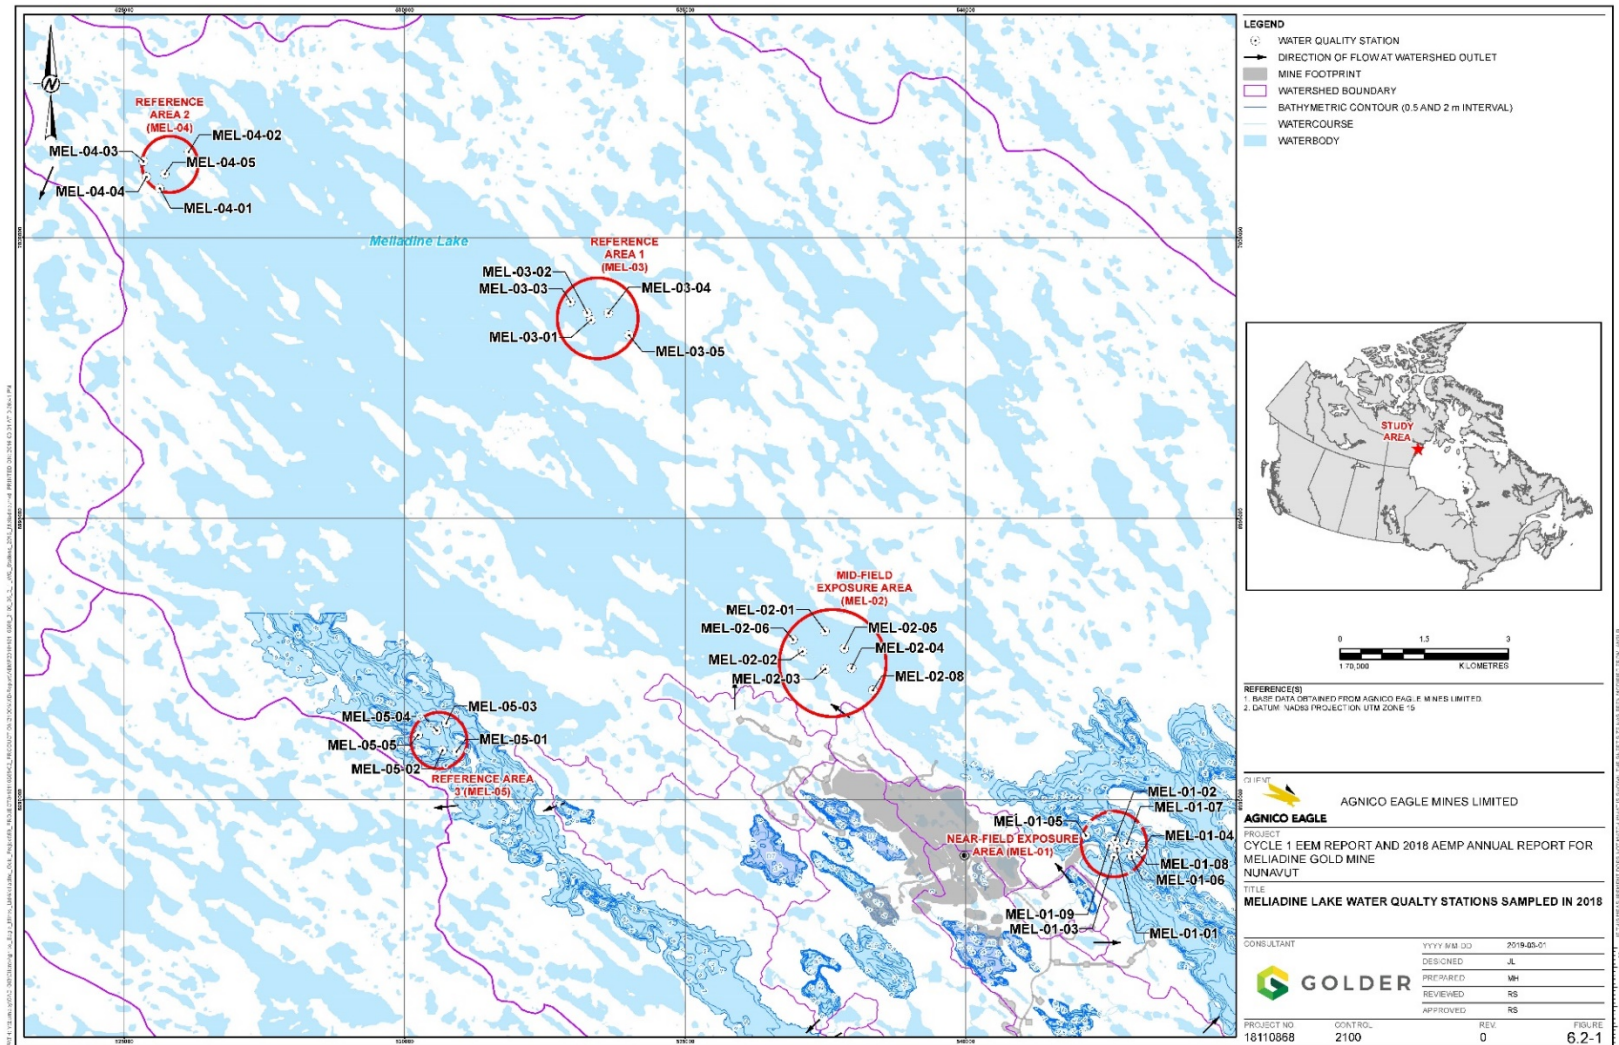 REFERENCE
AREA 2
(MEL-04)
MEL-04-02
MEL-04-03
MEL-04-05
MEL-04-04
MEL-04-01
N
Meliadine Lake
REFERENCE
AREA 1
(MEL-03)
MEL-03-02
MEL-03-03
MEL-03-04
MEL-03-01
MEL-03-05
MID-FIELD
EXPOSURE AREA
(MEL-02)
MEL-02-01
MEL-02-06
MEL-02-05
MEL-02-02
MEL-02-04
MEL-02-03
MEL-02-08
MEL-05-04
MEL-05-03
MEL-05-05
MEL-05-01
MEL-05-02
REFERENCE AREA
3 (MEL-05)
MEL-01-02
MEL-01-07
MEL-01-05
MEL-01-04
NEAR-FIELD EXPOSURE
AREA (MEL-01)
MEL-01-08
MEL-01-06
MEL-01-09
MEL-01-03
MEL-01-01
LEGEND
WATER QUALITY STATION
DIRECTION OF FLOW AT WATERSHED OUTLET
MINE FOOTPRINT
WATERSHED BOUNDARY
BATHYMETRIC CONTOUR (0.5 AND 2 m INTERVAL)
WATERCOURSE
WATERBODY
STUDY
AREA
0 1.5 3
1:70,000 KILOMETRES
REFERENCE(S)
1. BASE DATA OBTAINED FROM AGNICO EAGLE MINES LIMITED.
2. DATUM: NAD83 PROJECTION: UTM ZONE 15
CLIENT
AGNICO EAGLE
AGNICO EAGLE MINES LIMITED
PROJECT
CYCLE 1 EEM REPORT AND 2018 AEMP ANNUAL REPORT FOR
MELIADINE GOLD MINE
NUNAVUT
TITLE
MELIADINE LAKE WATER QUALTY STATIONS SAMPLED IN 2018
CONSULTANT
GOLDER
YYYY-MM-DD 2019-03-01
DESIGNED JL
PREPARED MH
REVIEWED RS
APPROVED RS
PROJECT NO. CONTROL REV. FIGURE
18110868 2100 0 6.2-1